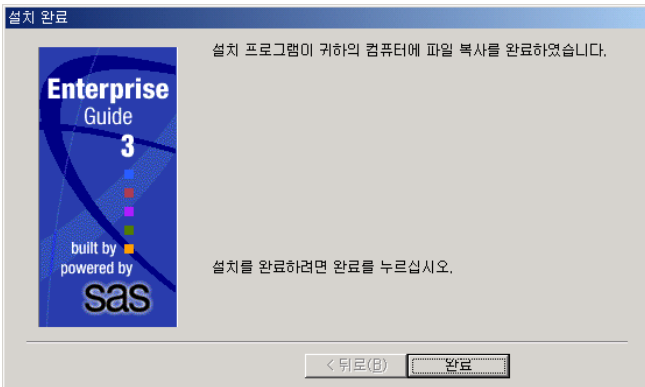 설치 완료
설치 프로그램이 귀하의 컴퓨터에 파일 복사를 완료하였습니다.
Enterprise
Guide
3
built by
powered by
sas
설치를 완료하려면 완료를 누르십시오.
< 뒤로(B)
완료